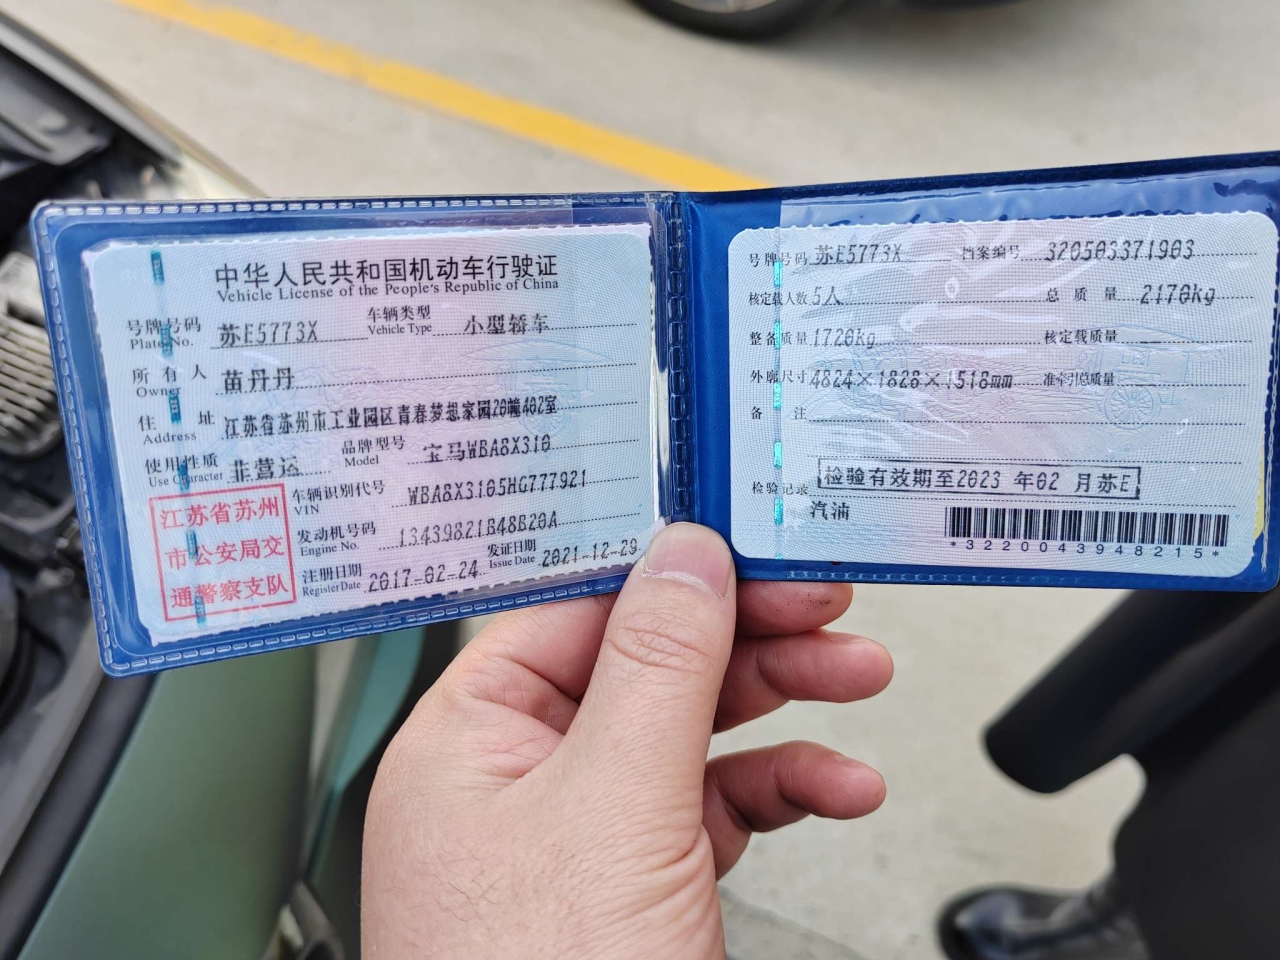 中华人民共和国机动车行驶证
Vehicle License of the People's Republic of China
号牌号码 苏E5773X 车辆类型 小型轿车
Plate No. Vehicle Type
所有人 苗丹丹
Owner
住址 江苏省苏州市工业园区青春梦想家园20幢402室
Address
使用性质 非营运 品牌型号 宝马WBA8X310
Use Character Model
江苏省苏州
市公安局交
通警察支队
车辆识别代号 WBA8X3105HG777921
VIN
发动机号码 13439821B48B20A
Engine No.
注册日期 2017-02-24 发证日期 2021-12-29
Register Date Issue Date
号牌号码 苏E5773X 档案编号 320503371903
核定载人数 5人 总质量 2170kg
整备质量 1720kg 核定载质量
外廓尺寸 4824×1828×1518mm 准牵引总质量
备注
检验记录 检验有效期至2023 年02 月苏E
汽油
*3220043948215*